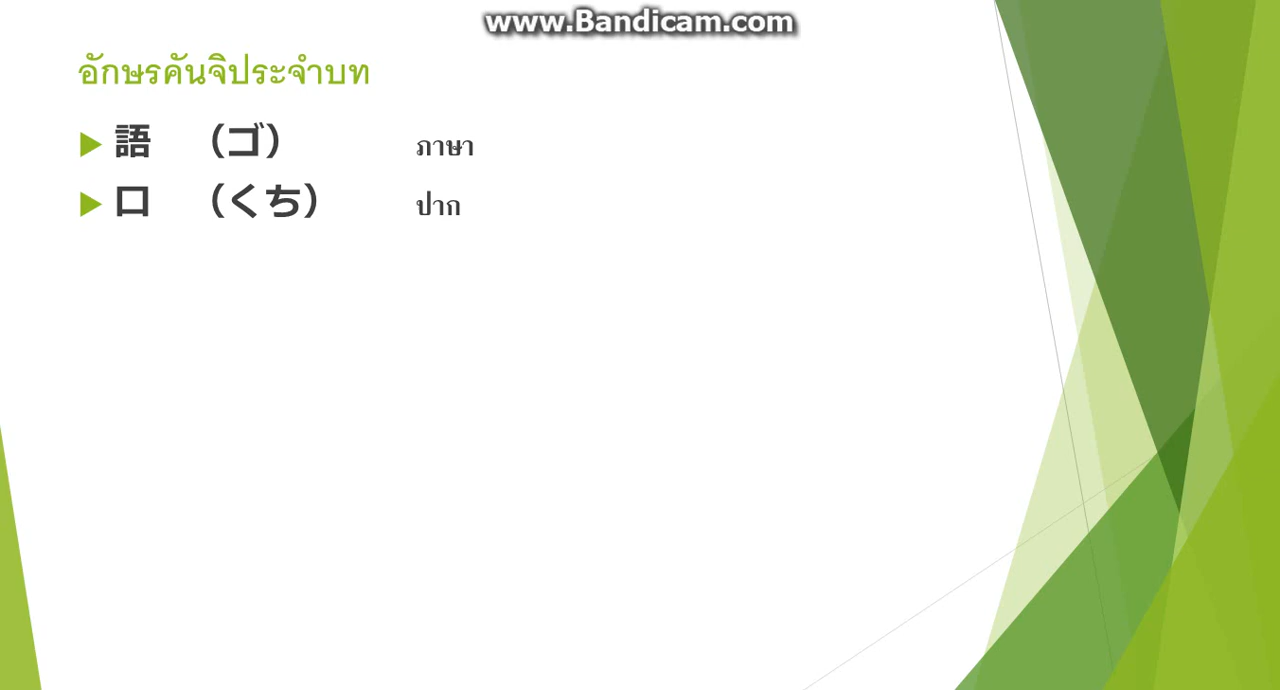 www.Bandicam.com
อักษรคันจิประจำบท
語 （ゴ） ภาษา
口 （くち） ปาก